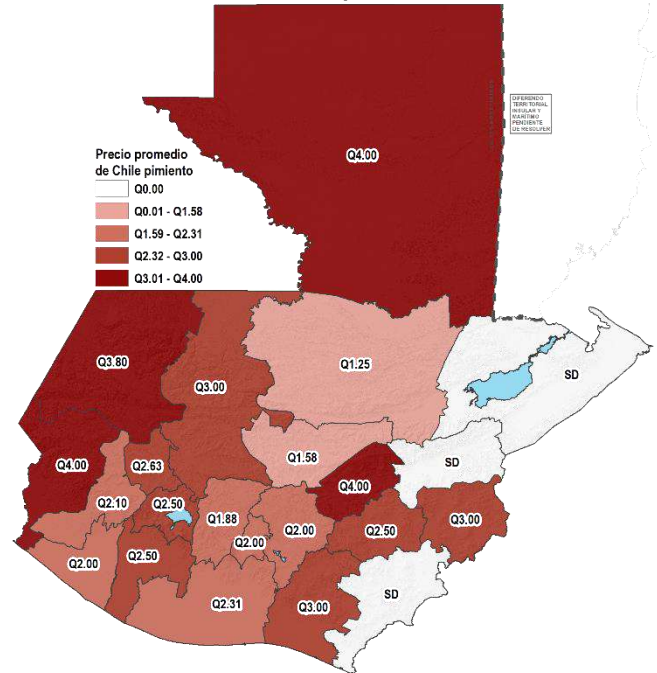 DIFERENDO
TERRITORIAL
INSULAR Y
MARÍTIMO
PENDIENTE
DE RESOLVER
Q4.00
Precio promedio
de Chile pimiento
Q0.00
Q0.01 - Q1.58
Q1.59 - Q2.31
Q2.32 - Q3.00
Q3.01 - Q4.00
Q3.80
Q3.00
Q1.25
SD
Q1.58
SD
Q4.00
Q2.63
Q4.00
Q2.10
Q2.50
Q1.88
Q2.00
Q2.00
Q2.50
Q3.00
Q2.00
Q2.50
Q2.31
Q3.00
SD